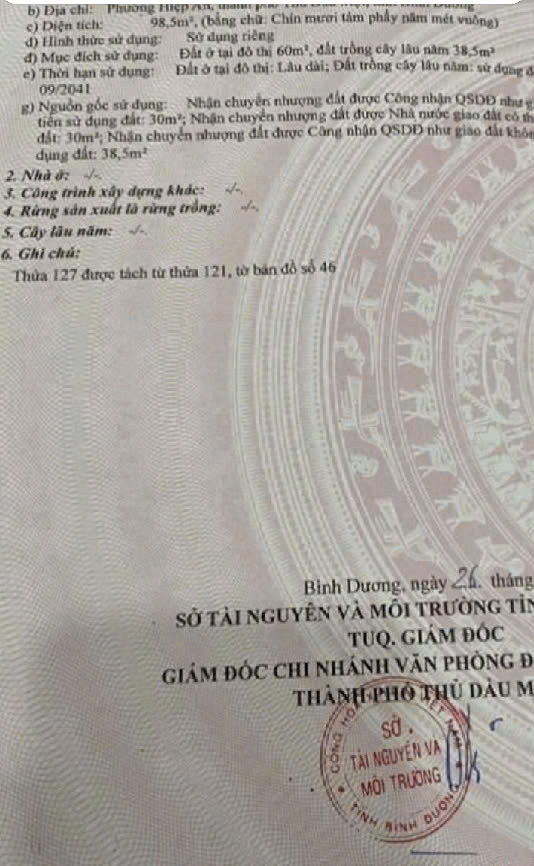 b) Địa chỉ: Phường Hiệp An, thành phố
c) Diện tích: 98,5m², (bằng chữ: Chín mươi tám phẩy năm mét vuông)
d) Hình thức sử dụng: Sử dụng riêng
đ) Mục đích sử dụng: Đất ở tại đô thị 60m², đất trồng cây lâu năm 38,5m²
e) Thời hạn sử dụng: Đất ở tại đô thị: Lâu dài; Đất trồng cây lâu năm: sử dụng đ
09/2041
g) Nguồn gốc sử dụng: Nhận chuyển nhượng đất được Công nhận QSDĐ như g
tiền sử dụng đất: 30m²; Nhận chuyển nhượng đất được Nhà nước giao đất có th
đất: 30m²; Nhận chuyển nhượng đất được Công nhận QSDĐ như giao đất khôn
dụng đất: 38,5m²
2. Nhà ở: -/-.
3. Công trình xây dựng khác: -/-.
4. Rừng sản xuất là rừng trồng: -/-.
5. Cây lâu năm: -/-.
6. Ghi chú:
Thửa 127 được tách từ thửa 121, tờ bản đồ số 46
Bình Dương, ngày 26. tháng
SỞ TÀI NGUYÊN VÀ MÔI TRƯỜNG TỈN
TUQ. GIÁM ĐỐC
GIÁM ĐỐC CHI NHÁNH VĂN PHÒNG Đ
THÀNH PHỐ THỦ DẦU M
CỘNG HÒA VIỆT NAM
SỞ
TÀI NGUYÊN VÀ
MÔI TRƯỜNG
TỈNH BÌNH DƯƠNG